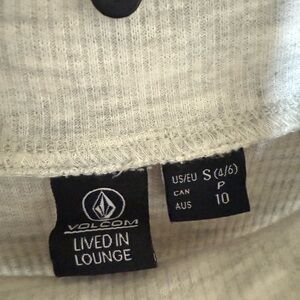 VOLCOM
LIVED IN
LOUNGE
US/EU S (4/6)
CAN P
AUS 10